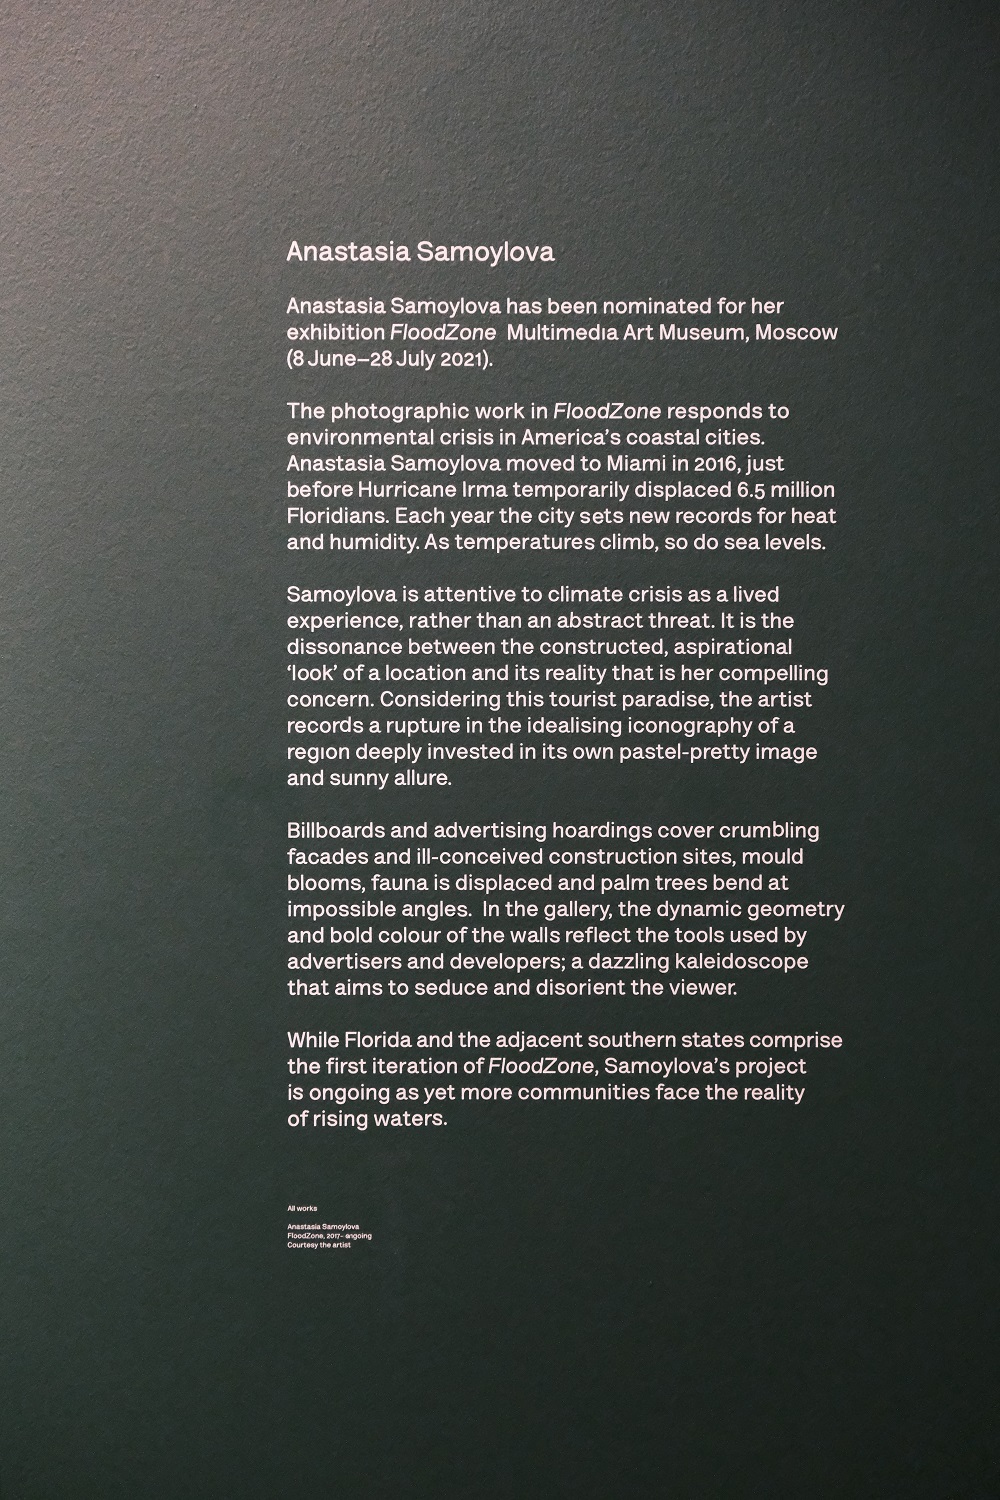 Anastasia Samoylova
Anastasia Samoylova has been nominated for her
exhibition FloodZone Multimedia Art Museum, Moscow
(8 June–28 July 2021).
The photographic work in FloodZone responds to
environmental crisis in America’s coastal cities.
Anastasia Samoylova moved to Miami in 2016, just
before Hurricane Irma temporarily displaced 6.5 million
Floridians. Each year the city sets new records for heat
and humidity. As temperatures climb, so do sea levels.
Samoylova is attentive to climate crisis as a lived
experience, rather than an abstract threat. It is the
dissonance between the constructed, aspirational
‘look’ of a location and its reality that is her compelling
concern. Considering this tourist paradise, the artist
records a rupture in the idealising iconography of a
region deeply invested in its own pastel-pretty image
and sunny allure.
Billboards and advertising hoardings cover crumbling
facades and ill-conceived construction sites, mould
blooms, fauna is displaced and palm trees bend at
impossible angles. In the gallery, the dynamic geometry
and bold colour of the walls reflect the tools used by
advertisers and developers; a dazzling kaleidoscope
that aims to seduce and disorient the viewer.
While Florida and the adjacent southern states comprise
the first iteration of FloodZone, Samoylova’s project
is ongoing as yet more communities face the reality
of rising waters.
All works
Anastasia Samoylova
FloodZone, 2017- ongoing
Courtesy the artist